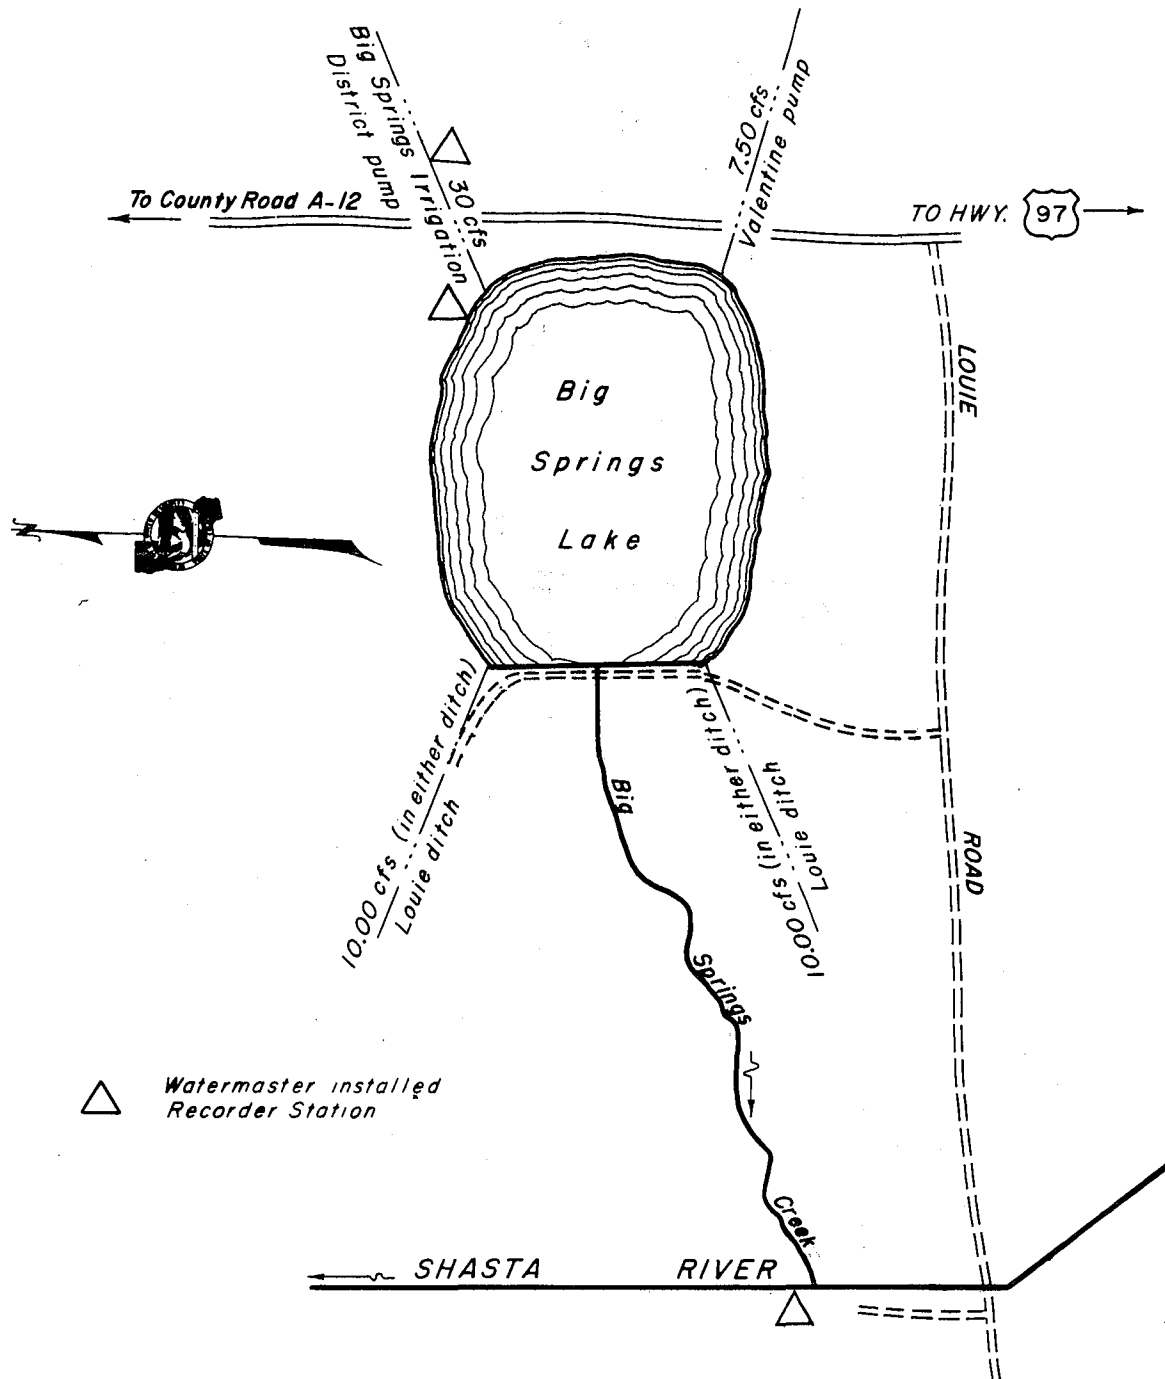 Big Springs Irrigation
District pump
30 cfs
7.50 cfs
Valentine pump
To County Road A-12
TO HWY. 97
LOUIE
ROAD
Big
Springs
Lake
N
10.00 cfs (in either ditch)
Louie ditch
10.00 cfs (in either ditch)
Louie ditch
Big
Springs
Creek
Watermaster installed
Recorder Station
SHASTA RIVER